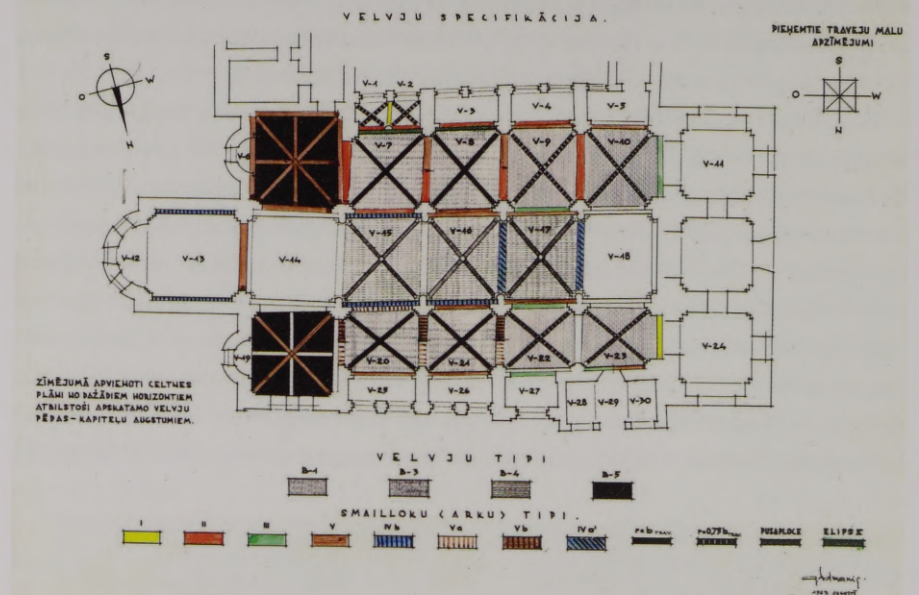 VELVJU SPECIFIKĀCIJA.
PIEŅEMTIE TRAVEJU MALU
APZĪMĒJUMI
S
O W
N
S
O W
N
V-1 V-2
V-3 V-4 V-5
V-6 V-7 V-8 V-9 V-10 V-11
V-12 V-13 V-14 V-15 V-16 V-17 V-18
V-19 V-20 V-21 V-22 V-23 V-24
V-25 V-26 V-27 V-28 V-29 V-30
ZĪMĒJUMĀ APVIENOTI CELTNES
PLĀNI NO DAŽĀDIEM HORIZONTIEM
ATBILSTOŠI APSKATAMO VELVJU
PĒDAS-KAPITEĻU AUGSTUMIEM.
VELVJU TIPI
B-1 B-3 B-4 B-5
SMAILLOKU (ARKU) TIPI.
I II III V IVb Va Vb IVa' PUSAPLOCE ELIPSE